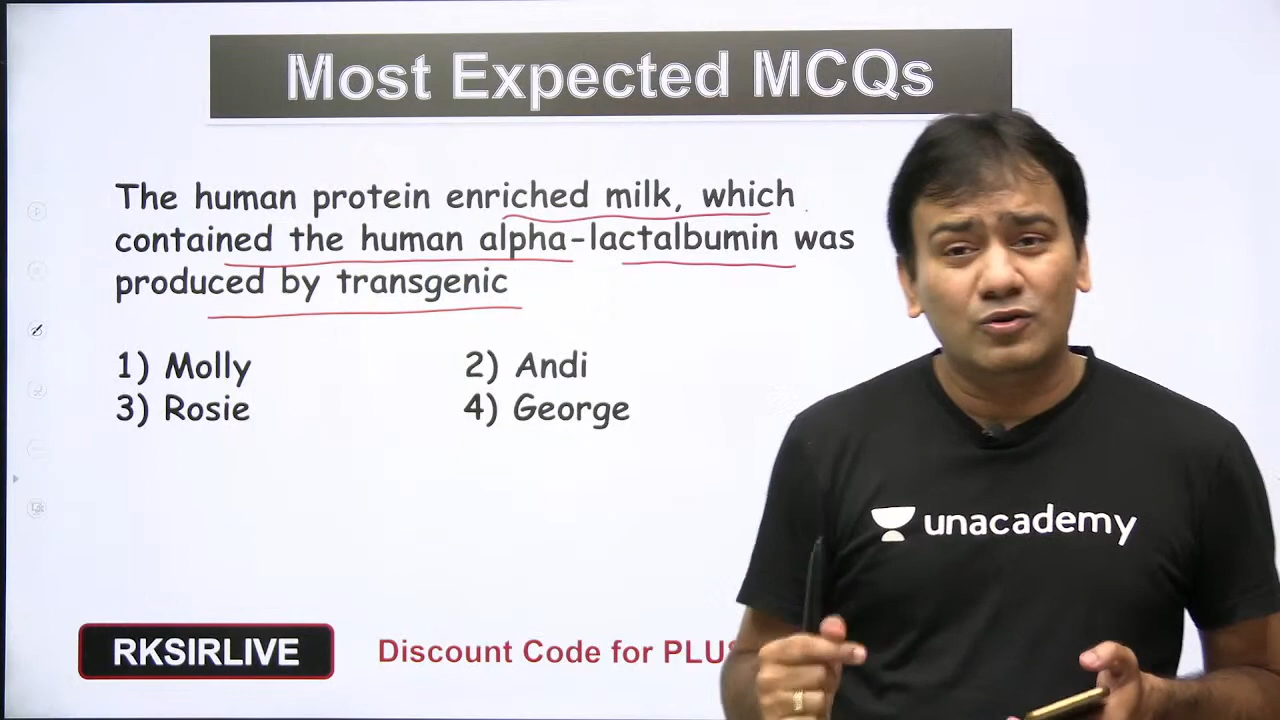 Most Expected MCQs
The human protein enriched milk, which
contained the human alpha-lactalbumin was
produced by transgenic
1) Molly
2) Andi
3) Rosie
4) George
unacademy
RKSIRLIVE
Discount Code for PLUS